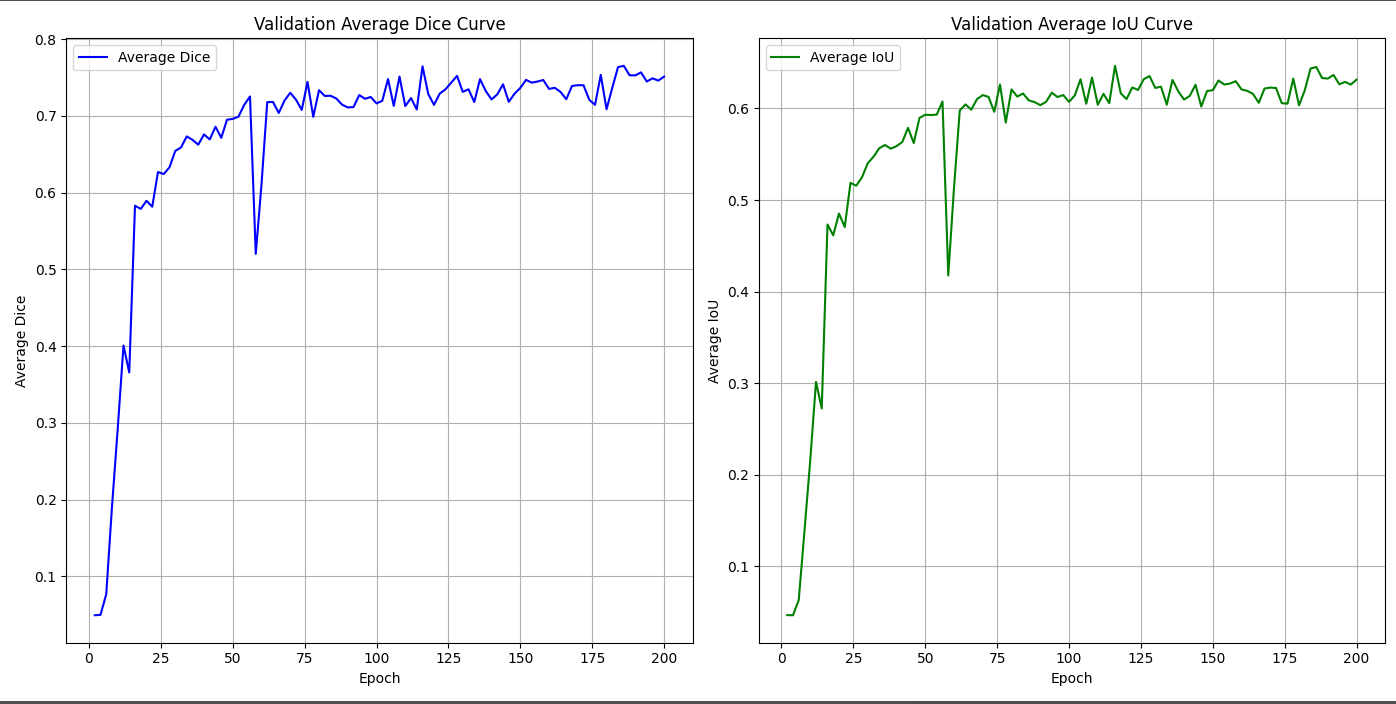 Validation Average Dice Curve
Average Dice
0.8
0.7
0.6
0.5
0.4
0.3
0.2
0.1
Average Dice
0 25 50 75 100 125 150 175 200
Epoch
Validation Average IoU Curve
Average IoU
0.6
0.5
0.4
0.3
0.2
0.1
Average IoU
0 25 50 75 100 125 150 175 200
Epoch